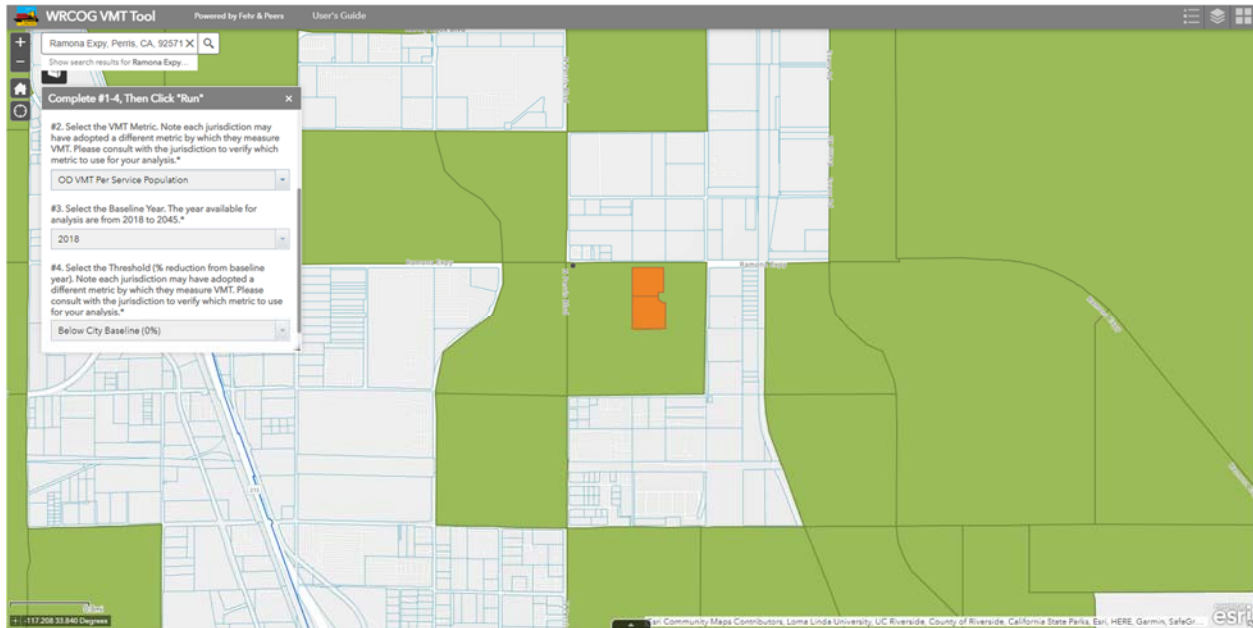 WRCOG VMT Tool
Powered by Fehr & Peers
User's Guide
Ramona Expy, Perris, CA, 92571
Show search results for Ramona Expy...
Complete #1-4, Then Click "Run"
#2. Select the VMT Metric. Note each jurisdiction may
have adopted a different metric by which they measure
VMT. Please consult with the jurisdiction to verify which
metric to use for your analysis.*
OD VMT Per Service Population
#3. Select the Baseline Year. The year available for
analysis are from 2018 to 2045.*
2018
#4. Select the Threshold (% reduction from baseline
year). Note each jurisdiction may have adopted a
different metric by which they measure VMT. Please
consult with the jurisdiction to verify which metric to use
for your analysis.*
Below City Baseline (0%)
Ramona Expy
Ramona Expy
215
-117.208 33.840 Degrees
Esri Community Maps Contributors, Loma Linda University, UC Riverside, County of Riverside, California State Parks, Esri, HERE, Garmin, SafeGr...
esri